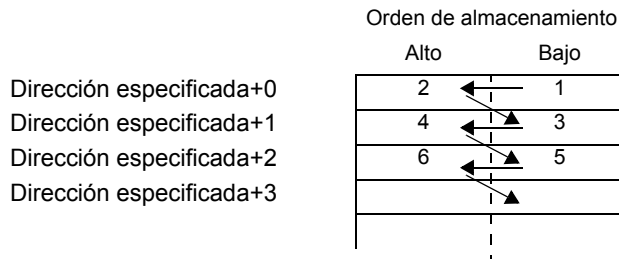 Orden de almacenamiento
Alto Bajo
Dirección especificada+0 2 1
Dirección especificada+1 4 3
Dirección especificada+2 6 5
Dirección especificada+3